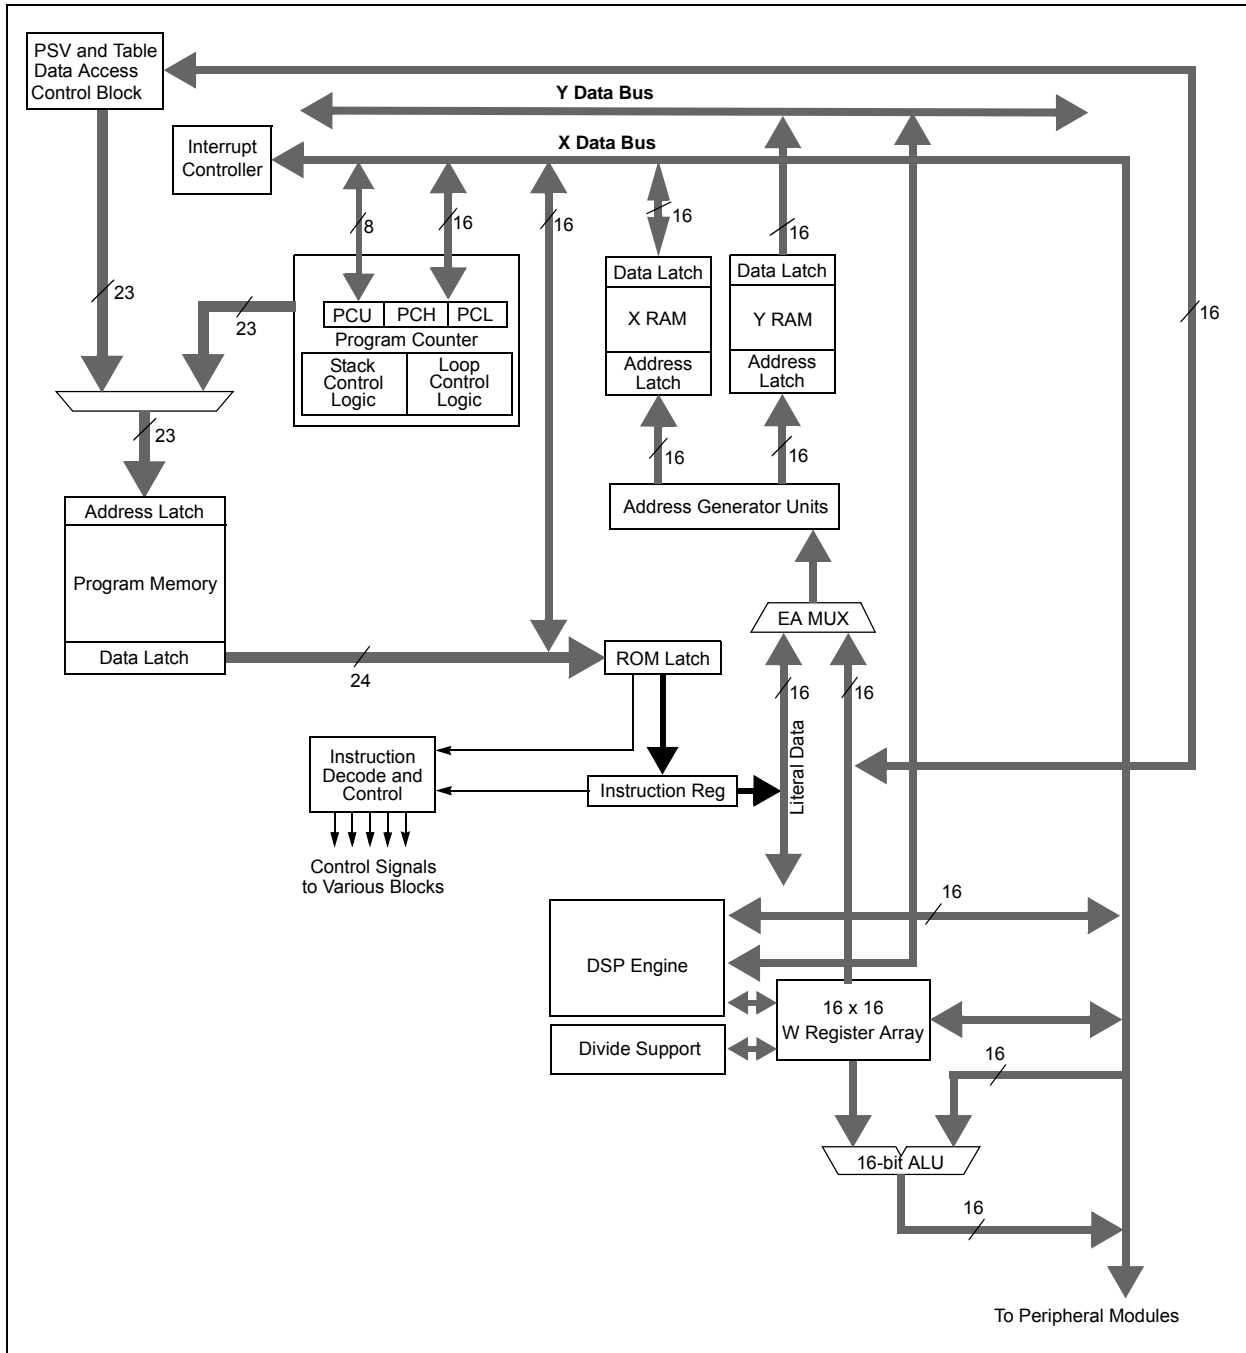 PSV and Table
Data Access
Control Block
Y Data Bus
X Data Bus
Interrupt
Controller
16
8
16
16
16
16
23
23
23
PCU
PCH
PCL
Program Counter
Stack
Control
Logic
Loop
Control
Logic
Data Latch
X RAM
Address
Latch
Data Latch
Y RAM
Address
Latch
16
16
Address Generator Units
Address Latch
Program Memory
Data Latch
24
EA MUX
ROM Latch
16
16
Literal Data
Instruction
Decode and
Control
Instruction Reg
Control Signals
to Various Blocks
16
DSP Engine
16 x 16
W Register Array
Divide Support
16
16-bit ALU
16
To Peripheral Modules